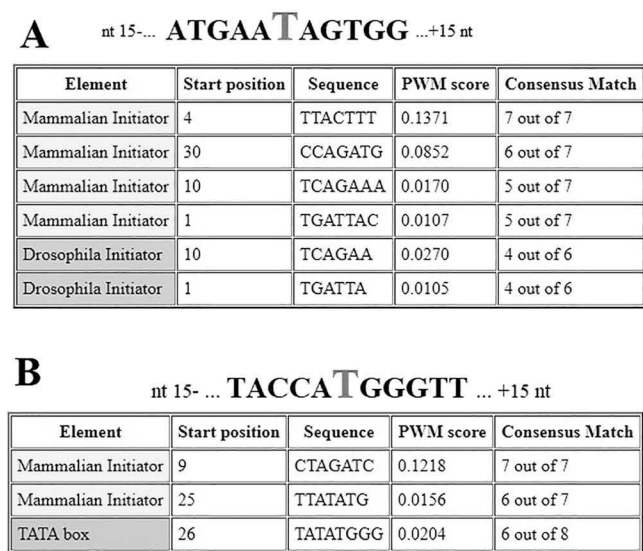 A nt 15-... ATGAATAGTGG ...+15 nt
Element Start position Sequence PWM score Consensus Match
Mammalian Initiator 4 TTACTTT 0.1371 7 out of 7
Mammalian Initiator 30 CCAGATG 0.0852 6 out of 7
Mammalian Initiator 10 TCAGAAA 0.0170 5 out of 7
Mammalian Initiator 1 TGATTAC 0.0107 5 out of 7
Drosophila Initiator 10 TCAGAA 0.0270 4 out of 6
Drosophila Initiator 1 TGATTA 0.0105 4 out of 6
B nt 15- ... TACCATGGGTT ... +15 nt
Element Start position Sequence PWM score Consensus Match
Mammalian Initiator 9 CTAGATC 0.1218 7 out of 7
Mammalian Initiator 25 TTATATG 0.0156 6 out of 7
TATA box 26 TATATGGG 0.0204 6 out of 8